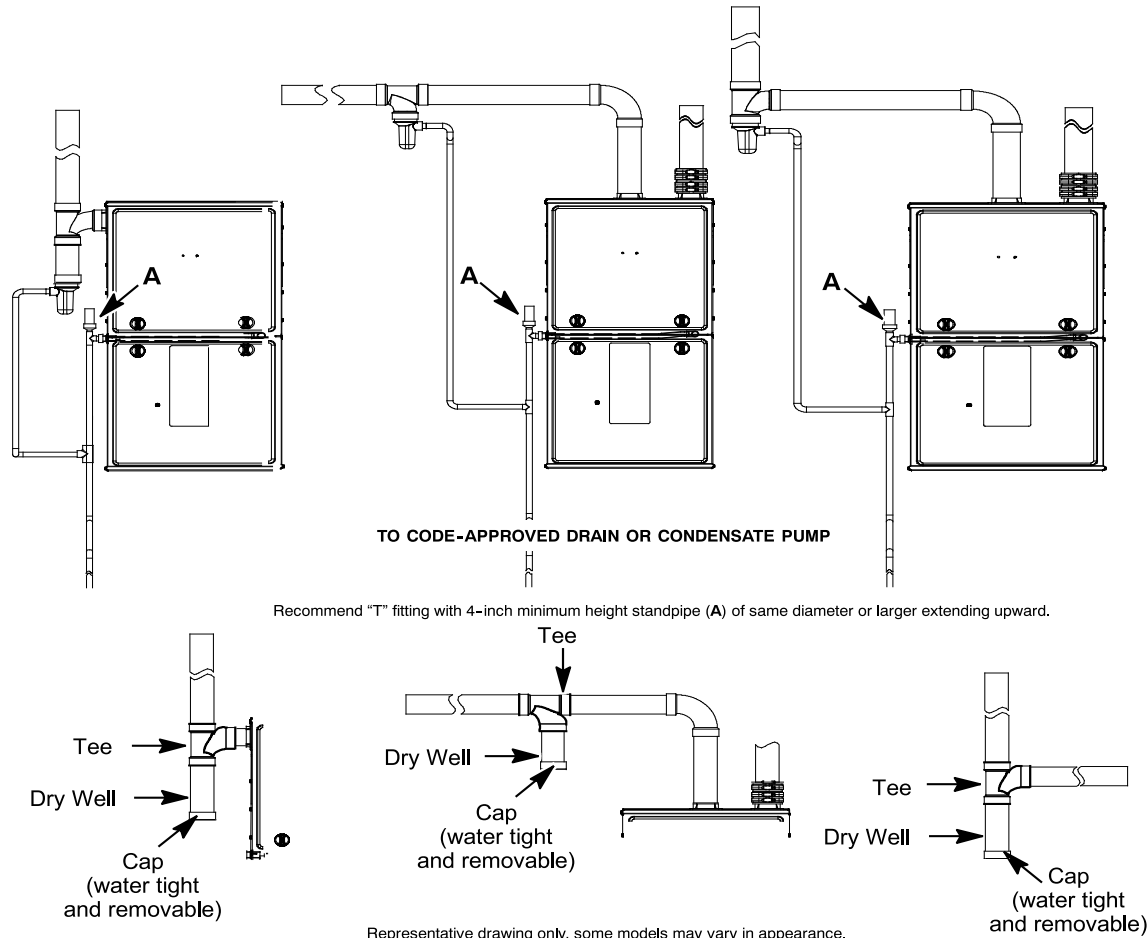 A
A
A
TO CODE-APPROVED DRAIN OR CONDENSATE PUMP
Recommend “T” fitting with 4-inch minimum height standpipe (A) of same diameter or larger extending upward.
Tee
Dry Well
Cap
(water tight
and removable)
Tee
Dry Well
Cap
(water tight
and removable)
Tee
Dry Well
Cap
(water tight
and removable)
Representative drawing only, some models may vary in appearance.